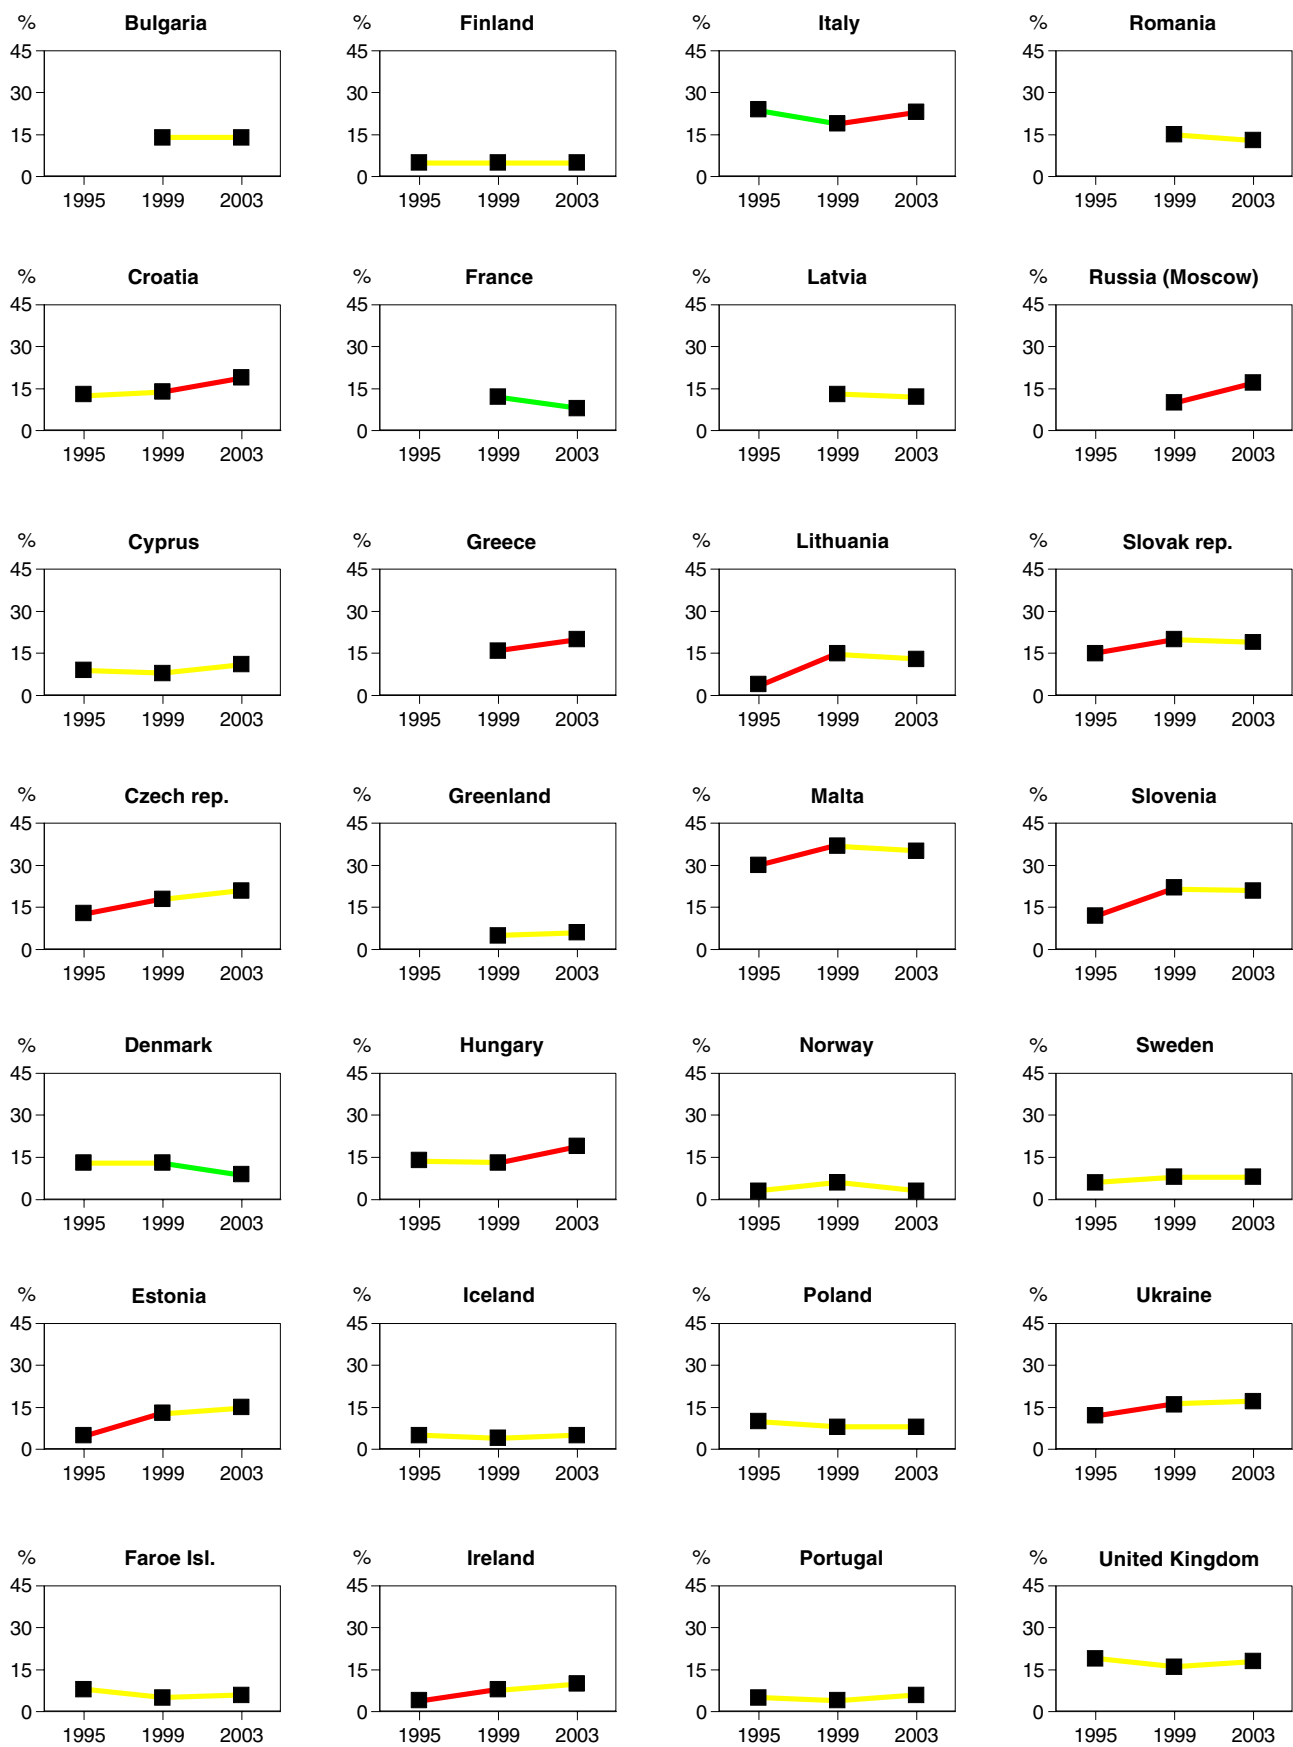 % Bulgaria % Finland % Italy % Romania
45 45 45 45
30 30 30 30
15 15 15 15
0 0 0 0
1995 1999 2003 1995 1999 2003 1995 1999 2003 1995 1999 2003
% Croatia % France % Latvia % Russia (Moscow)
45 45 45 45
30 30 30 30
15 15 15 15
0 0 0 0
1995 1999 2003 1995 1999 2003 1995 1999 2003 1995 1999 2003
% Cyprus % Greece % Lithuania % Slovak rep.
45 45 45 45
30 30 30 30
15 15 15 15
0 0 0 0
1995 1999 2003 1995 1999 2003 1995 1999 2003 1995 1999 2003
% Czech rep. % Greenland % Malta % Slovenia
45 45 45 45
30 30 30 30
15 15 15 15
0 0 0 0
1995 1999 2003 1995 1999 2003 1995 1999 2003 1995 1999 2003
% Denmark % Hungary % Norway % Sweden
45 45 45 45
30 30 30 30
15 15 15 15
0 0 0 0
1995 1999 2003 1995 1999 2003 1995 1999 2003 1995 1999 2003
% Estonia % Iceland % Poland % Ukraine
45 45 45 45
30 30 30 30
15 15 15 15
0 0 0 0
1995 1999 2003 1995 1999 2003 1995 1999 2003 1995 1999 2003
% Faroe Isl. % Ireland % Portugal % United Kingdom
45 45 45 45
30 30 30 30
15 15 15 15
0 0 0 0
1995 1999 2003 1995 1999 2003 1995 1999 2003 1995 1999 2003